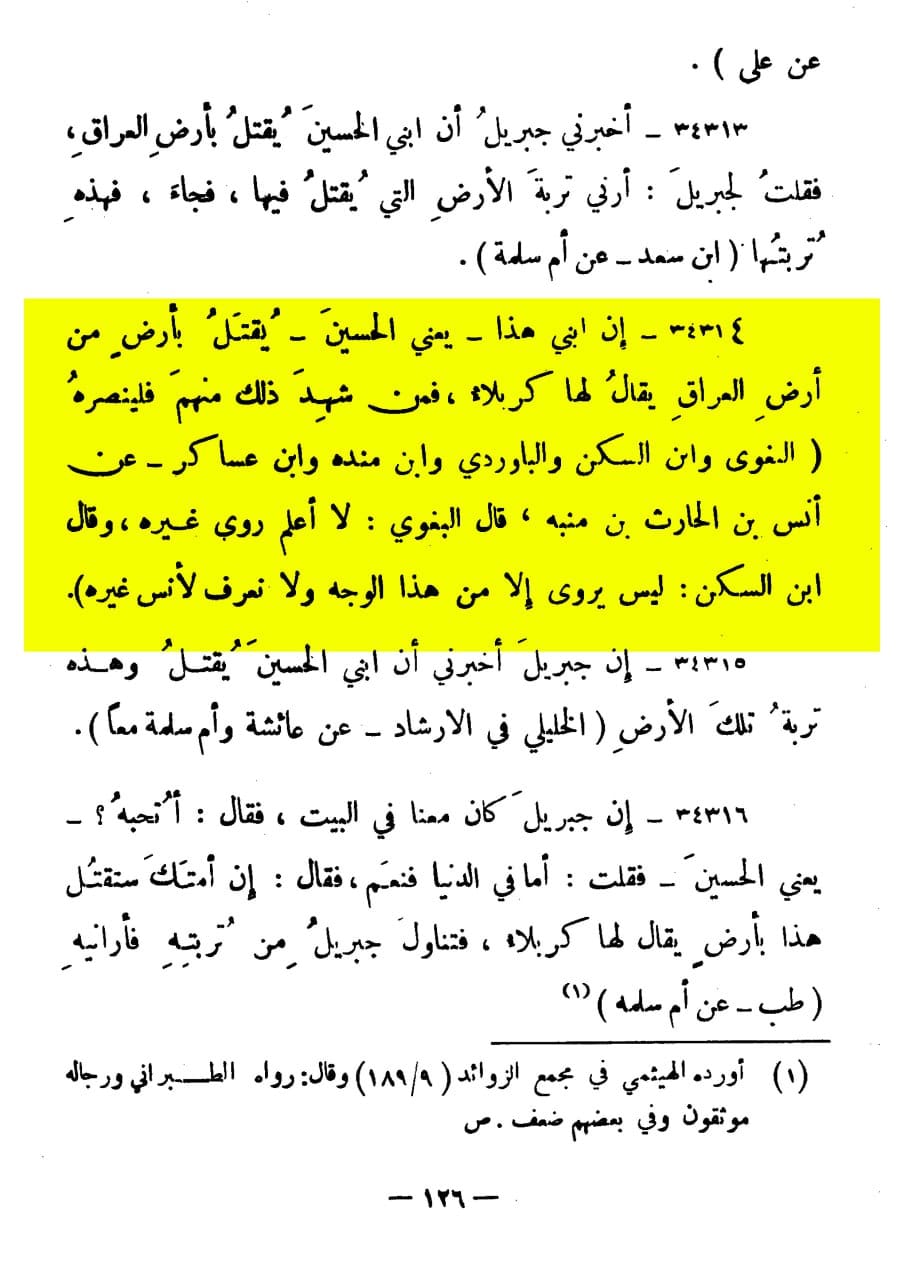 عن علي ) .
٣٤٣١٣ ـ أخبرني جبريلُ أن ابني الحسينَ يُقتلُ بأرضِ العراقِ،
فقلتُ لجبريلَ : أرني تربةَ الأرضِ التي يُقتلُ فيها ، فجاءَ ، فهذهِ
تُربتُها ( ابن سعد ـ عن أم سلمة ) .
٣٤٣١٤ ـ إن ابني هذا ـ يعني الحسينَ ـ يُقتَلُ بأرضٍ من
أرضِ العراقِ يقالُ لها كربلاء ، فمن شهِدَ ذلك منهمَ فلينصرهُ
( البغوى وابن السكن والباوردي وابن منده وابن عساكر ـ عن
أنس بن الحارث بن منبه ، قال البغوي : لا أعلم روي غيره ، وقال
ابن السكن : ليس يروى إلا من هذا الوجه ولا نعرف لأنس غيره).
٣٤٣١٥ ـ إن جبريلَ أخبرني أن ابني الحسينَ يُقتلُ وهذه
تربةُ تلكَ الأرضِ ( الخليلي في الارشاد ـ عن عائشة وأم سلمة معاً ) .
٣٤٣١٦ ـ إن جبريلَ كان معنا في البيت ، فقال : أتُحبهُ ؟ ـ
يعني الحسينَ ـ فقلت : أما في الدنيا فنعم ، فقال : إن أمتكَ ستقتُل
هذا بأرضٍ يقال لها كربلاء ، فتناولَ جبريلُ مِن تُربتِهِ فأرانيهِ
( طب ـ عن أم سلمه ) (١)
(١) أورده الهيثمي في مجمع الزوائد ( ٩/ ١٨٩) وقال: رواه الطبراني ورجاله
موثقون وفي بعضهم ضعف . ص
— ١٢٦ —